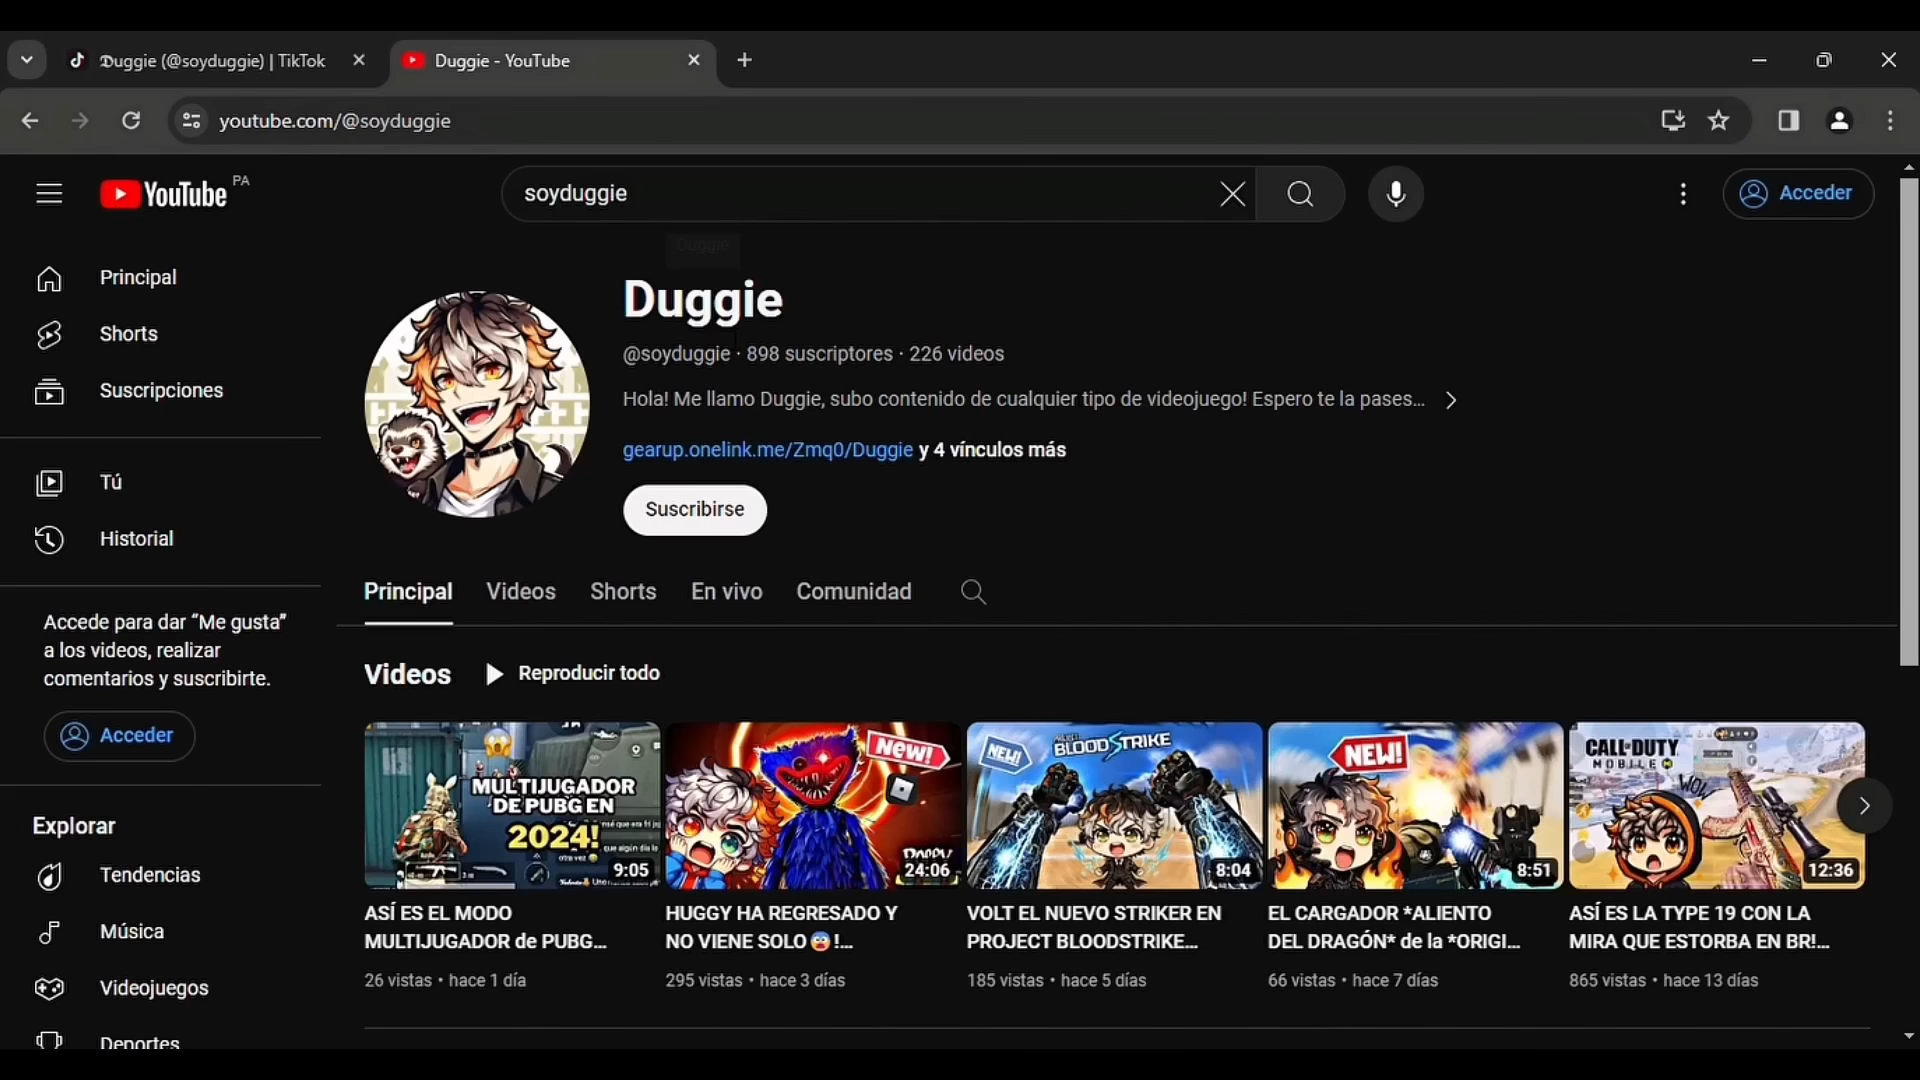 Duggie (@soyduggie) | TikTok
Duggie - YouTube
youtube.com/@soyduggie
YouTube PA
soyduggie
Acceder
Duggie
Principal
Shorts
Suscripciones
Tú
Historial
Accede para dar “Me gusta”
a los videos, realizar
comentarios y suscribirte.
Acceder
Explorar
Tendencias
Música
Videojuegos
Deportes
Duggie
@soyduggie · 898 suscriptores · 226 videos
Hola! Me llamo Duggie, subo contenido de cualquier tipo de videojuego! Espero te la pases...
gearup.onelink.me/Zmq0/Duggie y 4 vínculos más
Suscribirse
Principal Videos Shorts En vivo Comunidad
Videos Reproducir todo
MULTIJUGADOR
DE PUBG EN
2024!
9:05
ASÍ ES EL MODO
MULTIJUGADOR de PUBG...
26 vistas • hace 1 día
New!
24:06
HUGGY HA REGRESADO Y
NO VIENE SOLO😨!...
295 vistas • hace 3 días
NEW!
PROJECT
BLOODSTRIKE
8:04
VOLT EL NUEVO STRIKER EN
PROJECT BLOODSTRIKE...
185 vistas • hace 5 días
NEW!
8:51
EL CARGADOR *ALIENTO
DEL DRAGÓN* de la *ORIGI...
66 vistas • hace 7 días
CALL·DUTY
MOBILE
WOW
12:36
ASÍ ES LA TYPE 19 CON LA
MIRA QUE ESTORBA EN BR!...
865 vistas • hace 13 días